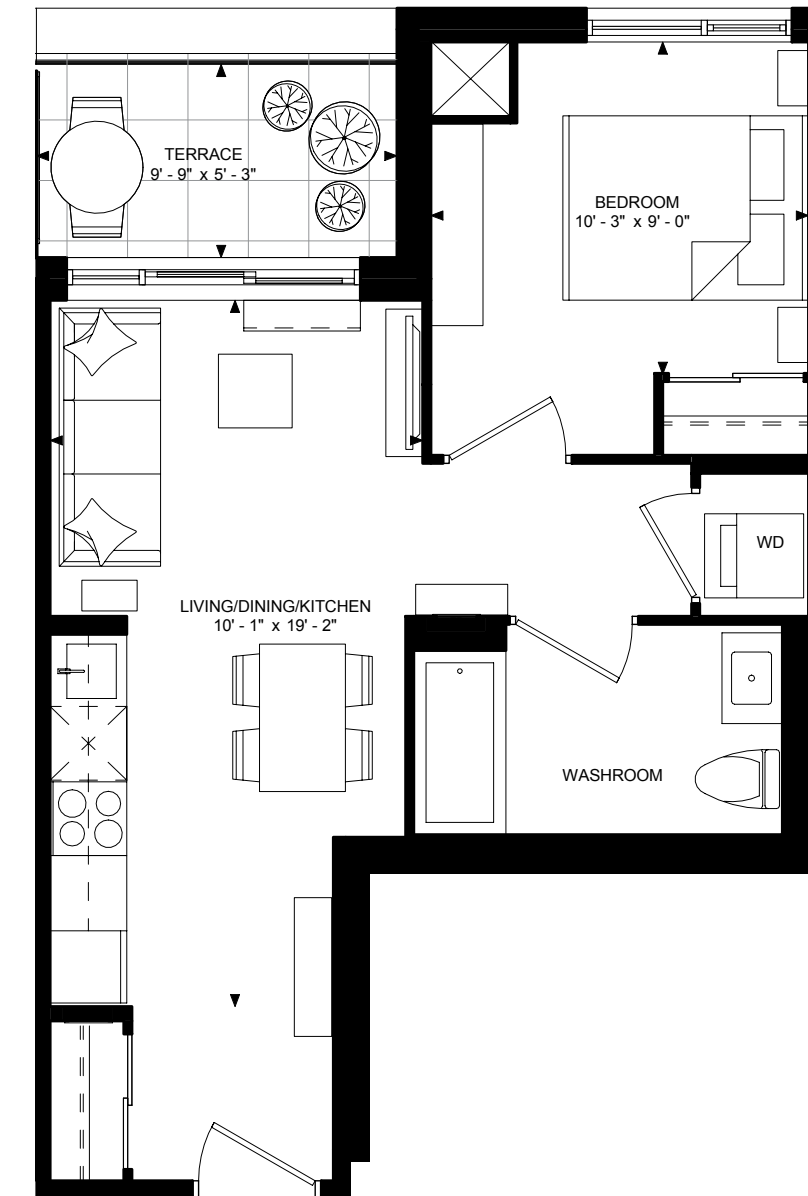 TERRACE
9' - 9" x 5' - 3"
BEDROOM
10' - 3" x 9' - 0"
WD
LIVING/DINING/KITCHEN
10' - 1" x 19' - 2"
WASHROOM